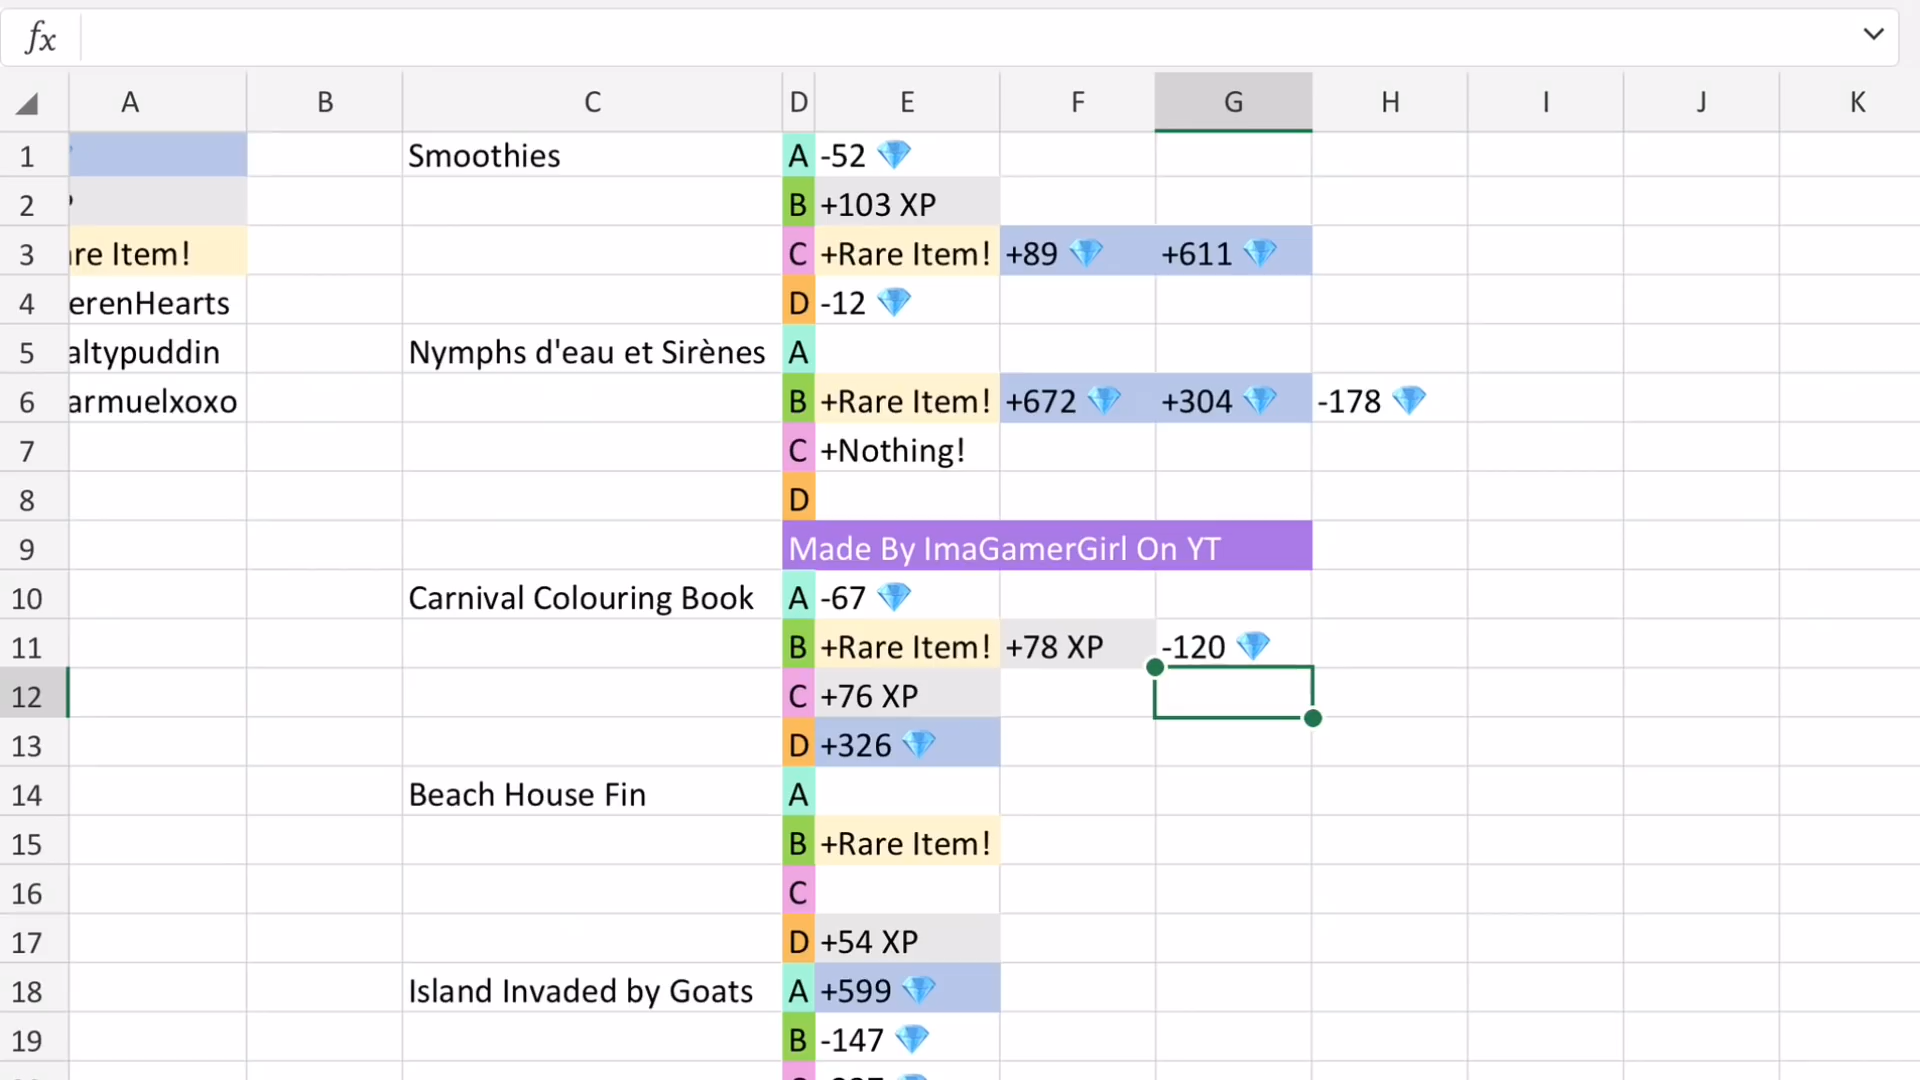 fx
A B C D E F G H I J K
1 Smoothies A -52 💎
2 B +103 XP
3 re Item! C +Rare Item! +89 💎 +611 💎
4 erenHearts D -12 💎
5 altypuddin Nymphs d'eau et Sirènes A
6 armuelxoxo B +Rare Item! +672 💎 +304 💎 -178 💎
7 C +Nothing!
8 D
9 Made By ImaGamerGirl On YT
10 Carnival Colouring Book A -67 💎
11 B +Rare Item! +78 XP -120 💎
12 C +76 XP
13 D +326 💎
14 Beach House Fin A
15 B +Rare Item!
16 C
17 D +54 XP
18 Island Invaded by Goats A +599 💎
19 B -147 💎